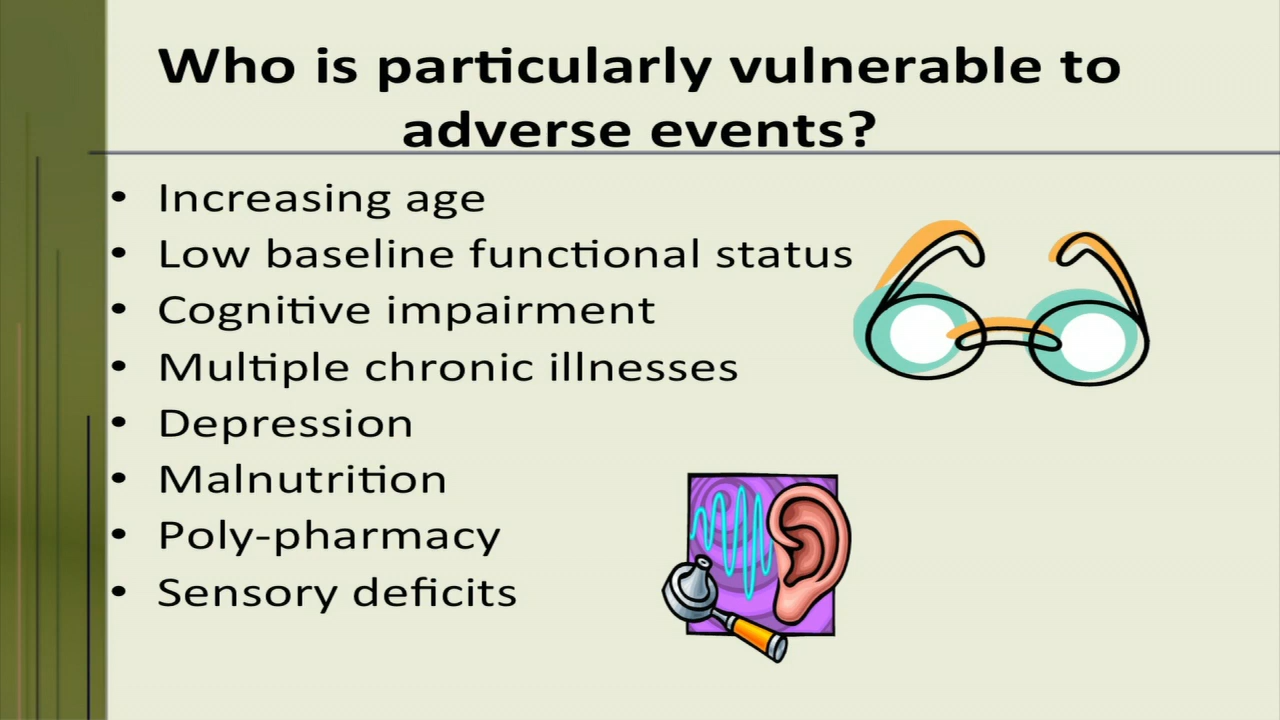 Who is particularly vulnerable to
adverse events?
• Increasing age
• Low baseline functional status
• Cognitive impairment
• Multiple chronic illnesses
• Depression
• Malnutrition
• Poly-pharmacy
• Sensory deficits